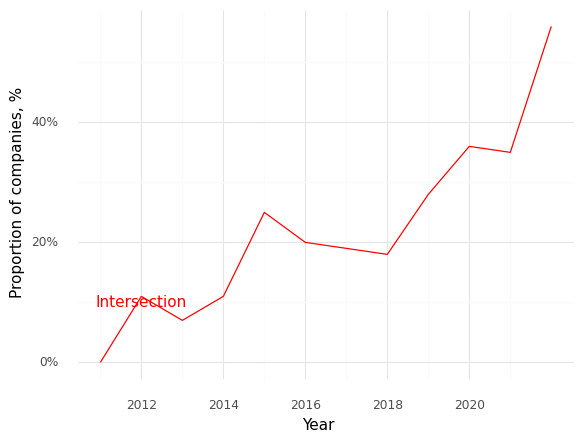 Proportion of companies, %
40%
20%
0%
Intersection
2012
2014
2016
2018
2020
Year